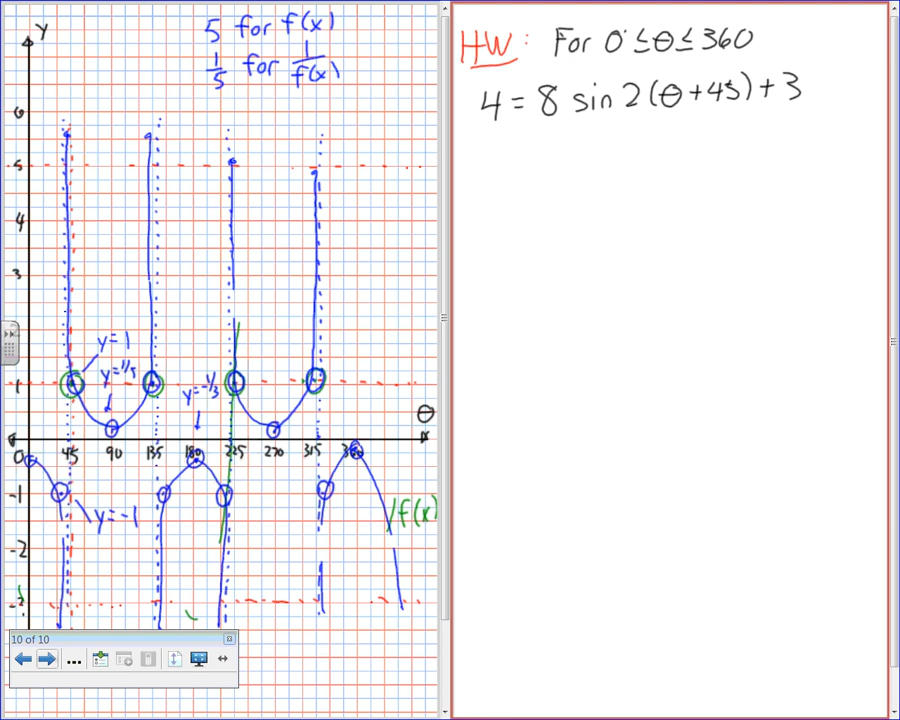 y
5 for f(x)
1/5 for 1/f(x)
6
5
4
3
1
y=1
y=1/5
y=-1/3
θ
0
45
90
135
180
225
270
315
360
-1
y=-1
f(x)
-2
10 of 10
HW: For 0°≤θ≤360
4 = 8 sin 2(θ+45)+3